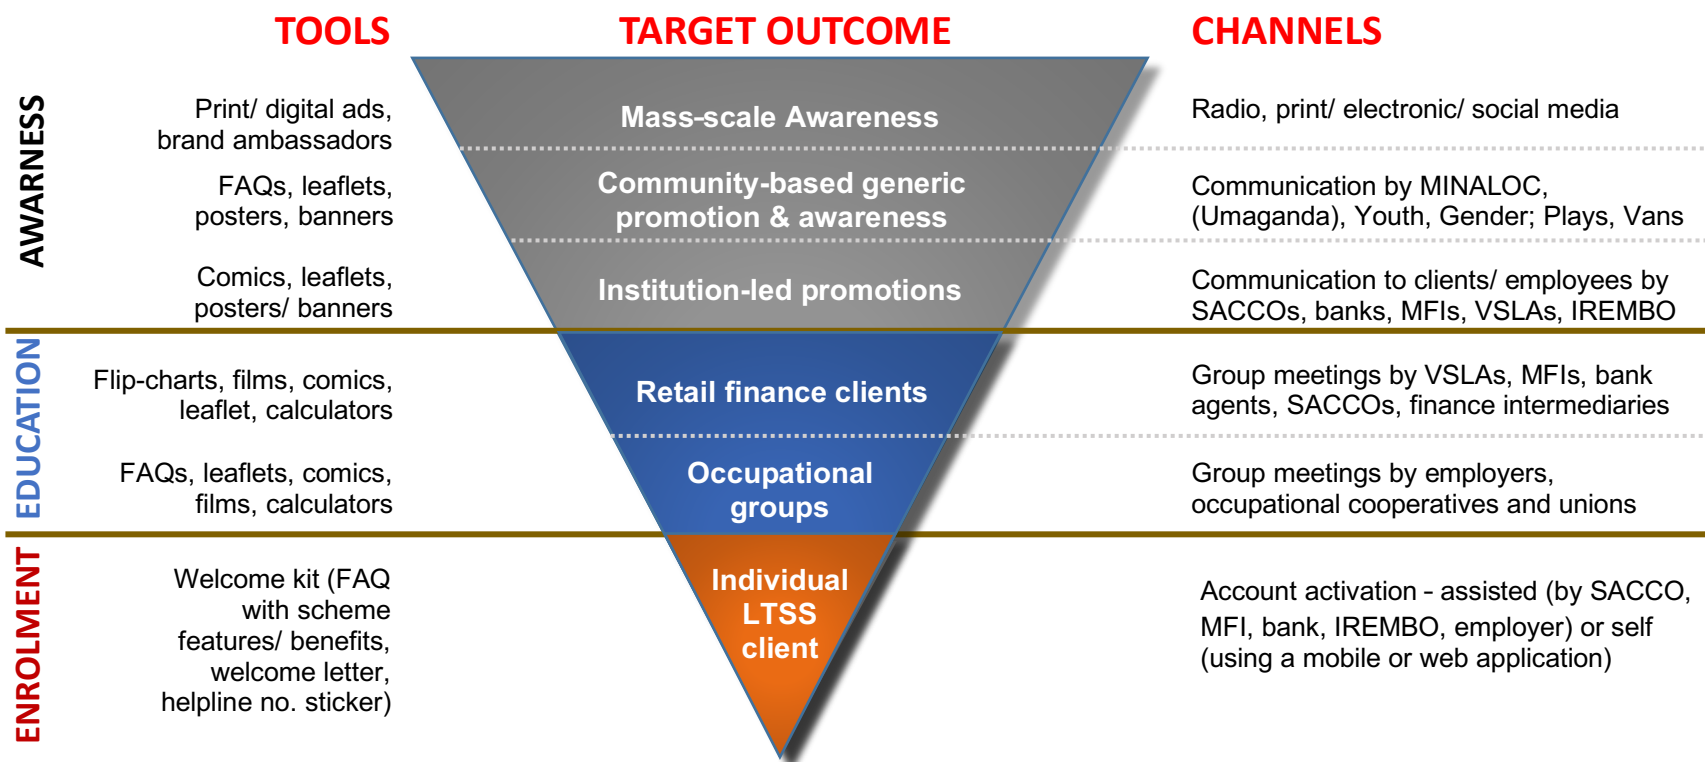 TOOLS
TARGET OUTCOME
CHANNELS
AWARNESS
Print/ digital ads,
brand ambassadors
Mass-scale Awareness
Radio, print/ electronic/ social media
FAQs, leaflets,
posters, banners
Community-based generic
promotion & awareness
Communication by MINALOC,
(Umaganda), Youth, Gender; Plays, Vans
Comics, leaflets,
posters/ banners
Institution-led promotions
Communication to clients/ employees by
SACCOs, banks, MFIs, VSLAs, IREMBO
EDUCATION
Flip-charts, films, comics,
leaflet, calculators
Retail finance clients
Group meetings by VSLAs, MFIs, bank
agents, SACCOs, finance intermediaries
FAQs, leaflets, comics,
films, calculators
Occupational
groups
Group meetings by employers,
occupational cooperatives and unions
ENROLMENT
Welcome kit (FAQ
with scheme
features/ benefits,
welcome letter,
helpline no. sticker)
Individual
LTSS
client
Account activation – assisted (by SACCO,
MFI, bank, IREMBO, employer) or self
(using a mobile or web application)